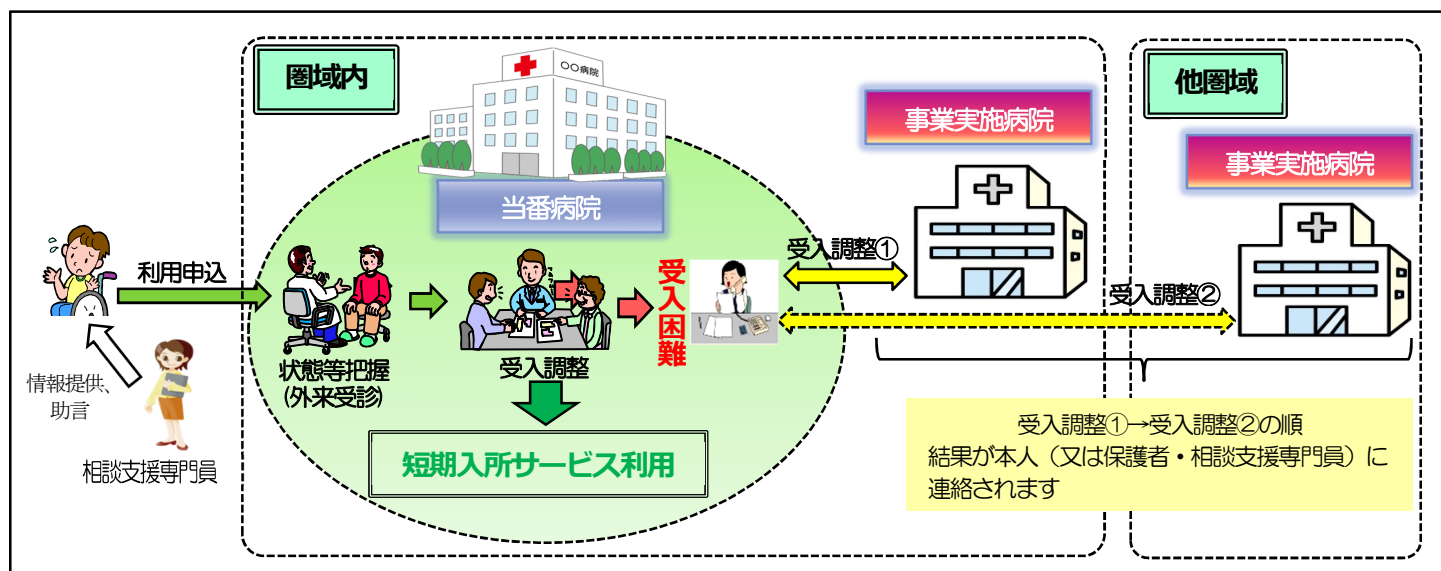 圏域内
〇〇病院
他圏域
事業実施病院
事業実施病院
当番病院
利用申込
受入調整①
受入困難
受入調整②
状態等把握
(外来受診)
受入調整
情報提供、
助言
相談支援専門員
短期入所サービス利用
受入調整①→受入調整②の順
結果が本人（又は保護者・相談支援専門員）に
連絡されます